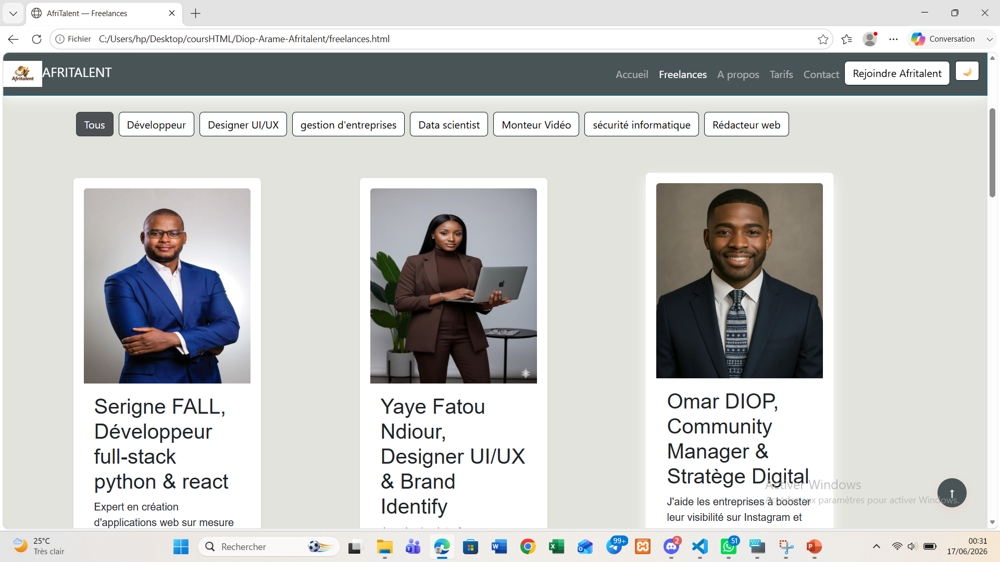 AfriTalent — Freelances
Fichier C:/Users/hp/Desktop/coursHTML/Diop-Arame-Afritalent/freelances.html
Conversation
Afritalent
AFRITALENT
Accueil Freelances A propos Tarifs Contact Rejoindre Afritalent
Tous Développeur Designer UI/UX gestion d'entreprises Data scientist Monteur Vidéo sécurité informatique Rédacteur web
Serigne FALL,
Développeur
full-stack
python & react
Expert en création
d'applications web sur mesure
Yaye Fatou
Ndiour,
Designer UI/UX
& Brand
Identify
Omar DIOP,
Community
Manager &
Stratège Digital
J'aide les entreprises à booster
leur visibilité sur Instagram et
Activer Windows
Accédez aux paramètres pour activer Windows.
↑
25°C
Très clair
Rechercher
99+
2
51
00:31
17/06/2026